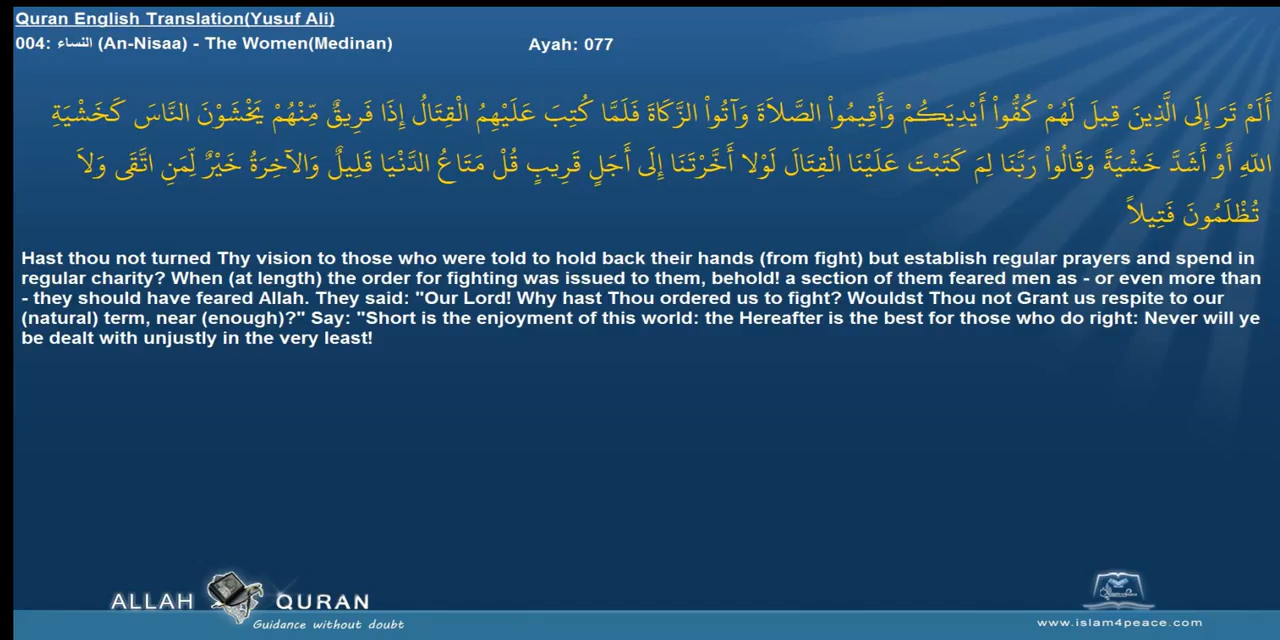 Quran English Translation(Yusuf Ali)
004: النساء (An-Nisaa) - The Women(Medinan) Ayah: 077
أَلَمْ تَرَ إِلَى الَّذِينَ قِيلَ لَهُمْ كُفُّواْ أَيْدِيَكُمْ وَأَقِيمُواْ الصَّلاَةَ وَآتُواْ الزَّكَاةَ فَلَمَّا كُتِبَ عَلَيْهِمُ الْقِتَالُ إِذَا فَرِيقٌ مِّنْهُمْ يَخْشَوْنَ النَّاسَ كَخَشْيَةِ
اللّهِ أَوْ أَشَدَّ خَشْيَةً وَقَالُواْ رَبَّنَا لِمَ كَتَبْتَ عَلَيْنَا الْقِتَالَ لَوْلا أَخَّرْتَنَا إِلَى أَجَلٍ قَرِيبٍ قُلْ مَتَاعُ الدَّنْيَا قَلِيلٌ وَالآخِرَةُ خَيْرٌ لِّمَنِ اتَّقَى وَلاَ
تُظْلَمُونَ فَتِيلاً
Hast thou not turned Thy vision to those who were told to hold back their hands (from fight) but establish regular prayers and spend in
regular charity? When (at length) the order for fighting was issued to them, behold! a section of them feared men as - or even more than
- they should have feared Allah. They said: "Our Lord! Why hast Thou ordered us to fight? Wouldst Thou not Grant us respite to our
(natural) term, near (enough)?" Say: "Short is the enjoyment of this world: the Hereafter is the best for those who do right: Never will ye
be dealt with unjustly in the very least!
ALLAH QURAN
Guidance without doubt
www.islam4peace.com